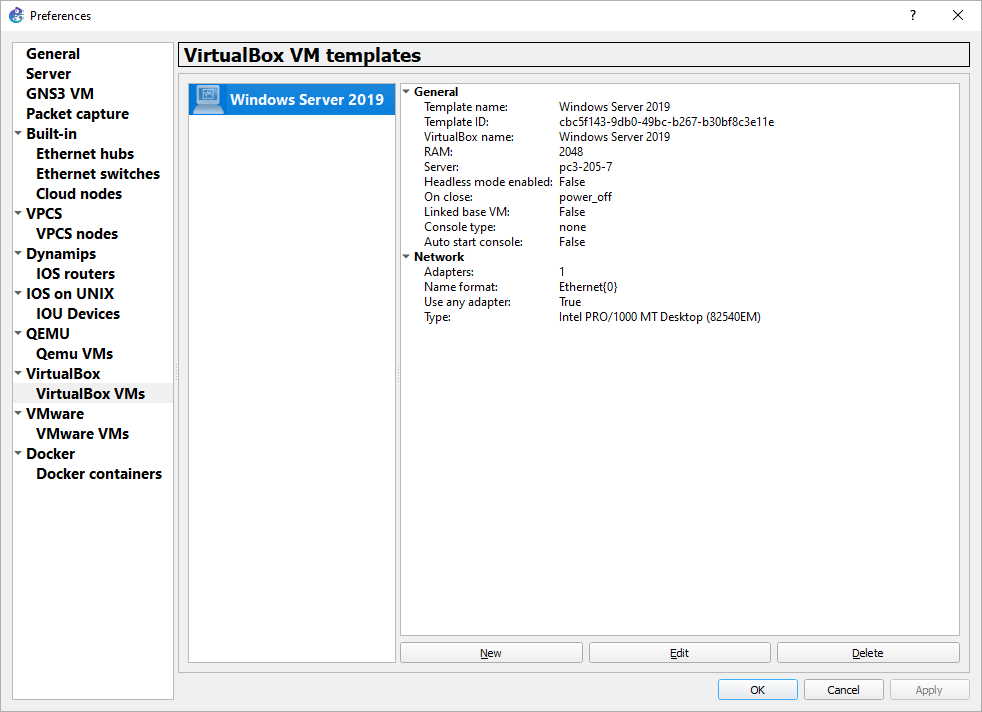 Preferences
?
General
Server
GNS3 VM
Packet capture
Built-in
Ethernet hubs
Ethernet switches
Cloud nodes
VPCS
VPCS nodes
Dynamips
IOS routers
IOS on UNIX
IOU Devices
QEMU
Qemu VMs
VirtualBox
VirtualBox VMs
VMware
VMware VMs
Docker
Docker containers
VirtualBox VM templates
Windows Server 2019
General
Template name: Windows Server 2019
Template ID: cbc5f143-9db0-49bc-b267-b30bf8c3e11e
VirtualBox name: Windows Server 2019
RAM: 2048
Server: pc3-205-7
Headless mode enabled: False
On close: power_off
Linked base VM: False
Console type: none
Auto start console: False
Network
Adapters: 1
Name format: Ethernet{0}
Use any adapter: True
Type: Intel PRO/1000 MT Desktop (82540EM)
New Edit Delete
OK Cancel Apply